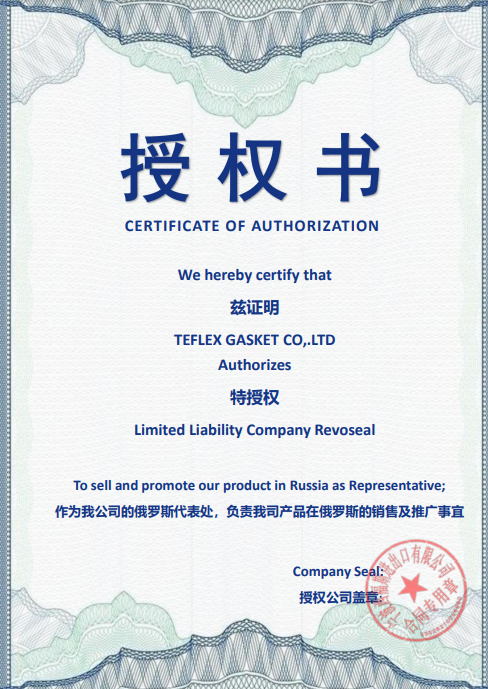 授权书
CERTIFICATE OF AUTHORIZATION
We hereby certify that
兹证明
TEFLEX GASKET CO,.LTD
Authorizes
特授权
Limited Liability Company Revoseal
To sell and promote our product in Russia as Representative;
作为我公司的俄罗斯代表处，负责我司产品在俄罗斯的销售及推广事宜
Company Seal:
授权公司盖章:
进出口有限公司
合同专用章